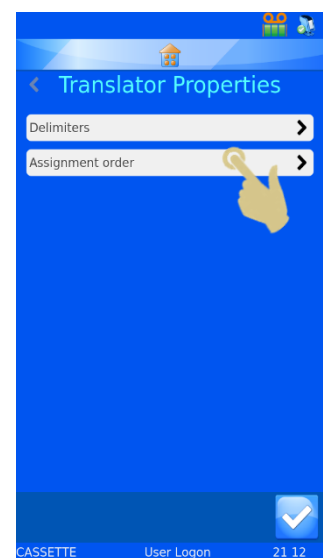 Translator Properties
Delimiters
Assignment order
CASSETTE User Logon 21 12